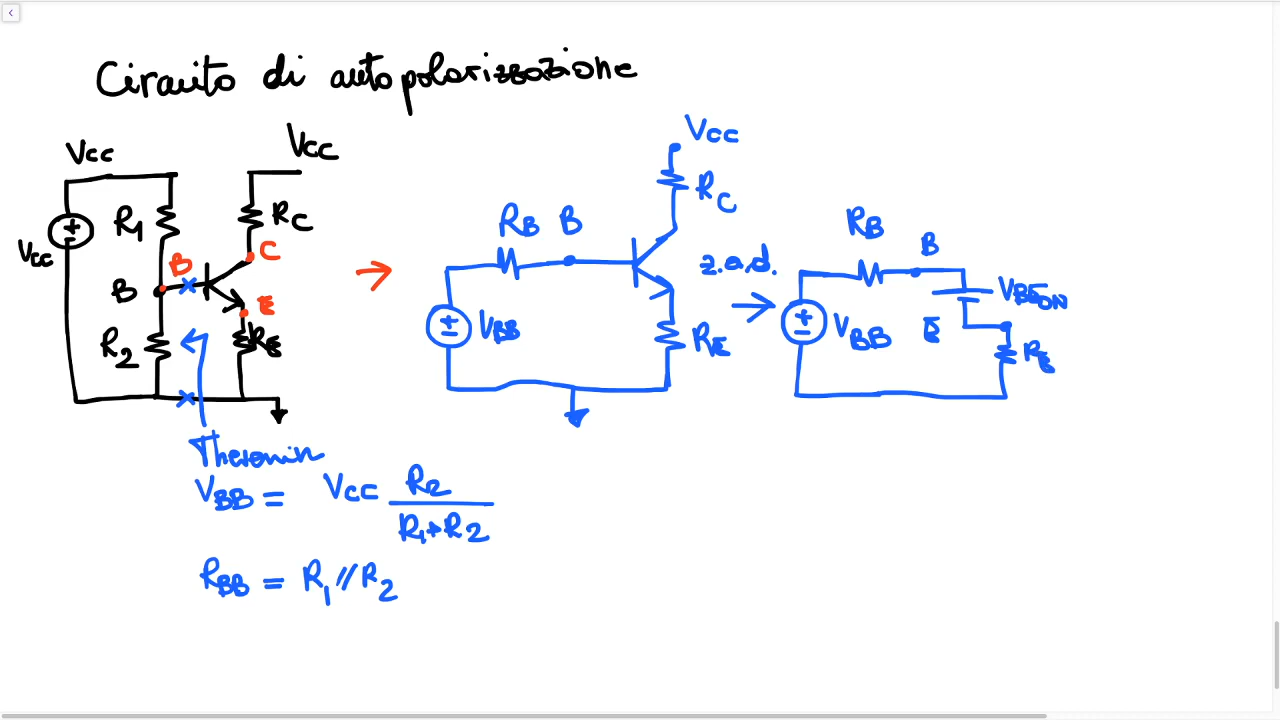 Circuito di autopolarizzazione
Vcc
Vcc
Vcc
R1
RC
B
C
B
E
R2
RE
Vcc
RC
RB B
VBB
RE
z.a.d.
RB
B
VBEON
VBB
E
RE
Thevenin
VBB = Vcc R2
R1+R2
RBB = R1 // R2